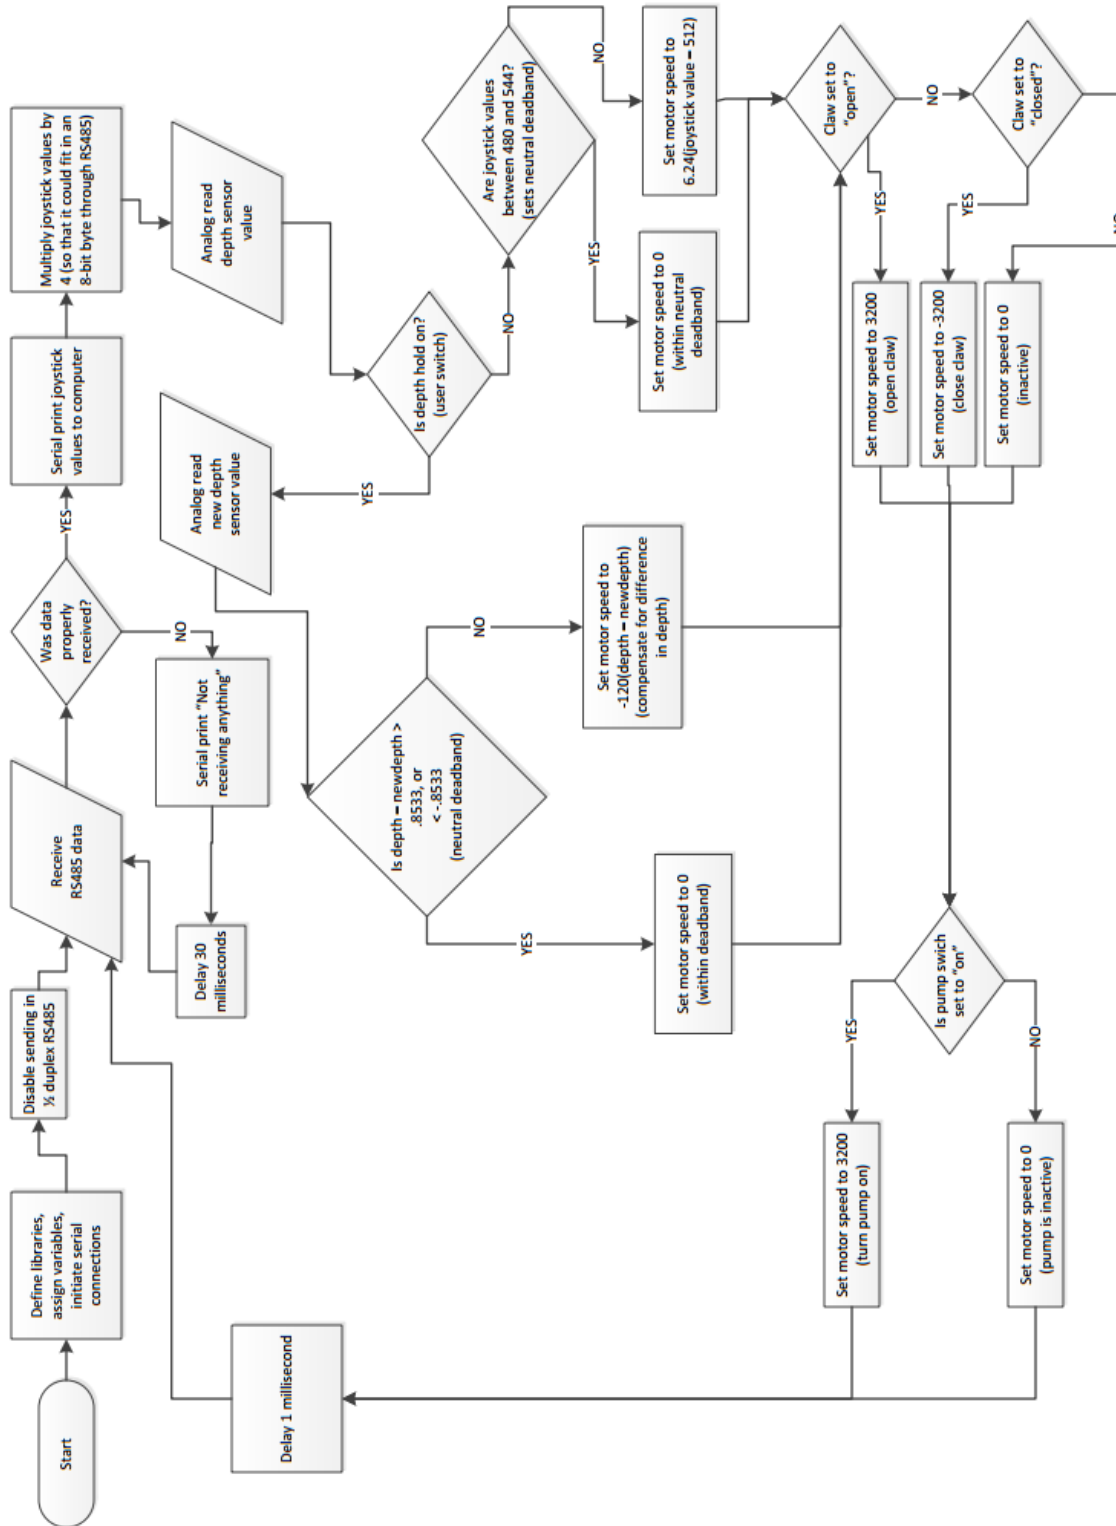 Start
Define libraries,
assign variables,
initiate serial
connections
Disable sending in
½ duplex RS485
Receive
RS485 data
Was data
properly
received?
YES
NO
Serial print "Not
receiving anything"
Delay 30
milliseconds
Serial print joystick
values to computer
Multiply joystick values by
4 (so that it could fit in an
8-bit byte through RS485)
Analog read
depth sensor
value
Is depth hold on?
(user switch)
YES
NO
Analog read
new depth
sensor value
Is depth – newdepth >
.8533, or
< -.8533
(neutral deadband)
YES
NO
Set motor speed to 0
(within deadband)
Set motor speed to
-120(depth – newdepth)
(compensate for difference
in depth)
Are joystick values
between 480 and 544?
(sets neutral deadband)
YES
NO
Set motor speed to 0
(within neutral
deadband)
Set motor speed to
6.24(joystick value – 512)
Claw set to
"open"?
YES
NO
Claw set to
"closed"?
YES
NO
Set motor speed to 3200
(open claw)
Set motor speed to -3200
(close claw)
Set motor speed to 0
(inactive)
Is pump swich
set to "on"
YES
NO
Set motor speed to 3200
(turn pump on)
Set motor speed to 0
(pump is inactive)
Delay 1 millisecond